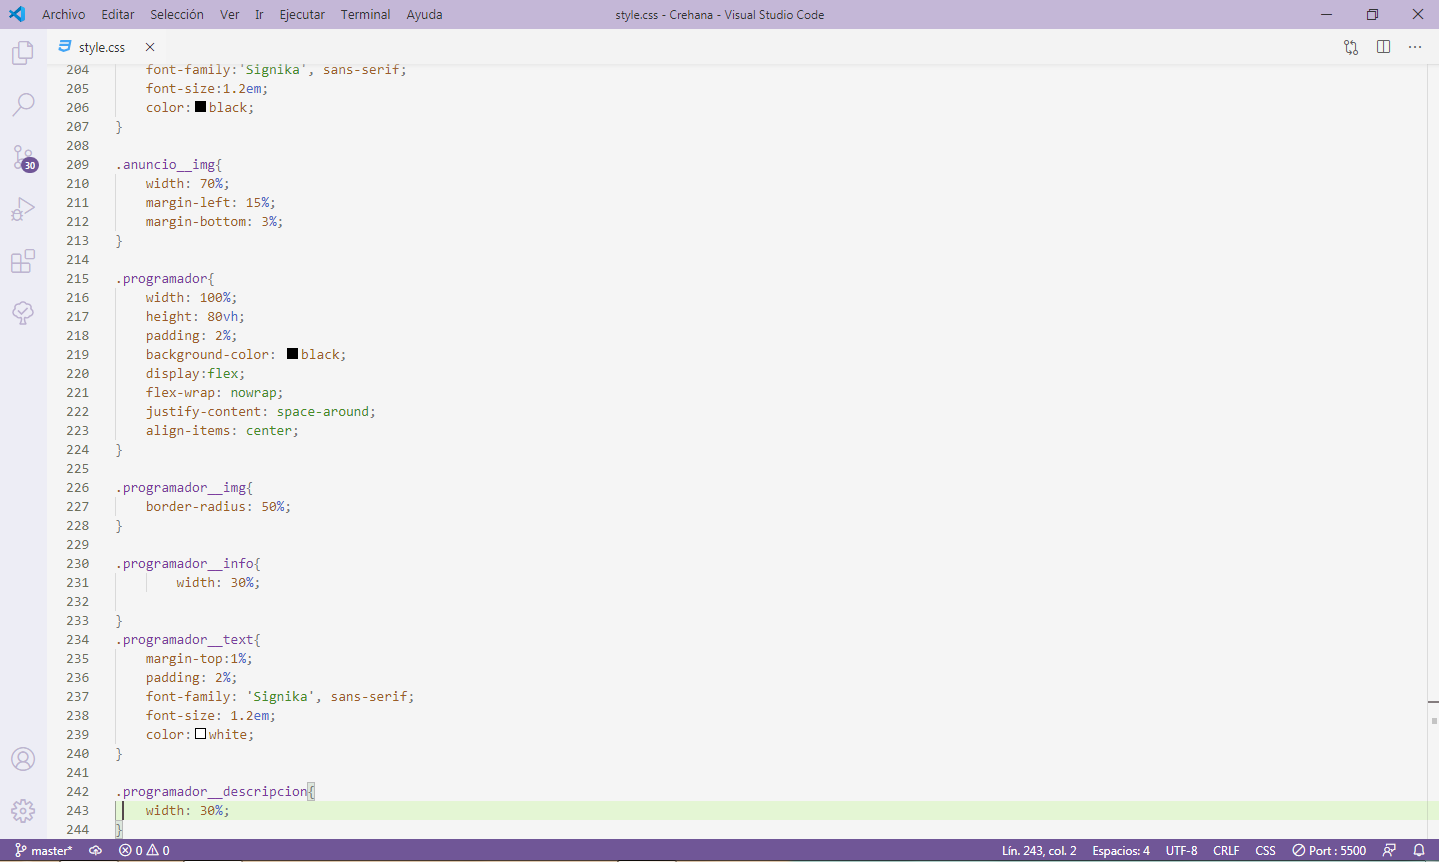 Archivo Editar Selección Ver Ir Ejecutar Terminal Ayuda style.css - Crehana - Visual Studio Code
style.css
204 font-family:'Signika', sans-serif;
205 font-size:1.2em;
206 color:black;
207 }
208
209 .anuncio__img{
210 width: 70%;
211 margin-left: 15%;
212 margin-bottom: 3%;
213 }
214
215 .programador{
216 width: 100%;
217 height: 80vh;
218 padding: 2%;
219 background-color: black;
220 display:flex;
221 flex-wrap: nowrap;
222 justify-content: space-around;
223 align-items: center;
224 }
225
226 .programador__img{
227 border-radius: 50%;
228 }
229
230 .programador__info{
231 width: 30%;
232
233 }
234 .programador__text{
235 margin-top:1%;
236 padding: 2%;
237 font-family: 'Signika', sans-serif;
238 font-size: 1.2em;
239 color:white;
240 }
241
242 .programador__descripcion{
243 width: 30%;
244 }
30
master* 0 0 Lín. 243, col. 2 Espacios: 4 UTF-8 CRLF CSS Port : 5500